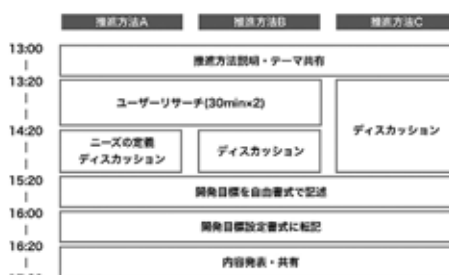 推進方法A 推進方法B 推進方法C
13:00
推進方法説明・テーマ共有
13:20
ユーザーリサーチ(30min×2)
ディスカッション
14:20
ニーズの定義
ディスカッション
ディスカッション
15:20
開発目標を自由書式で記述
16:00
開発目標設定書式に転記
16:20
内容発表・共有